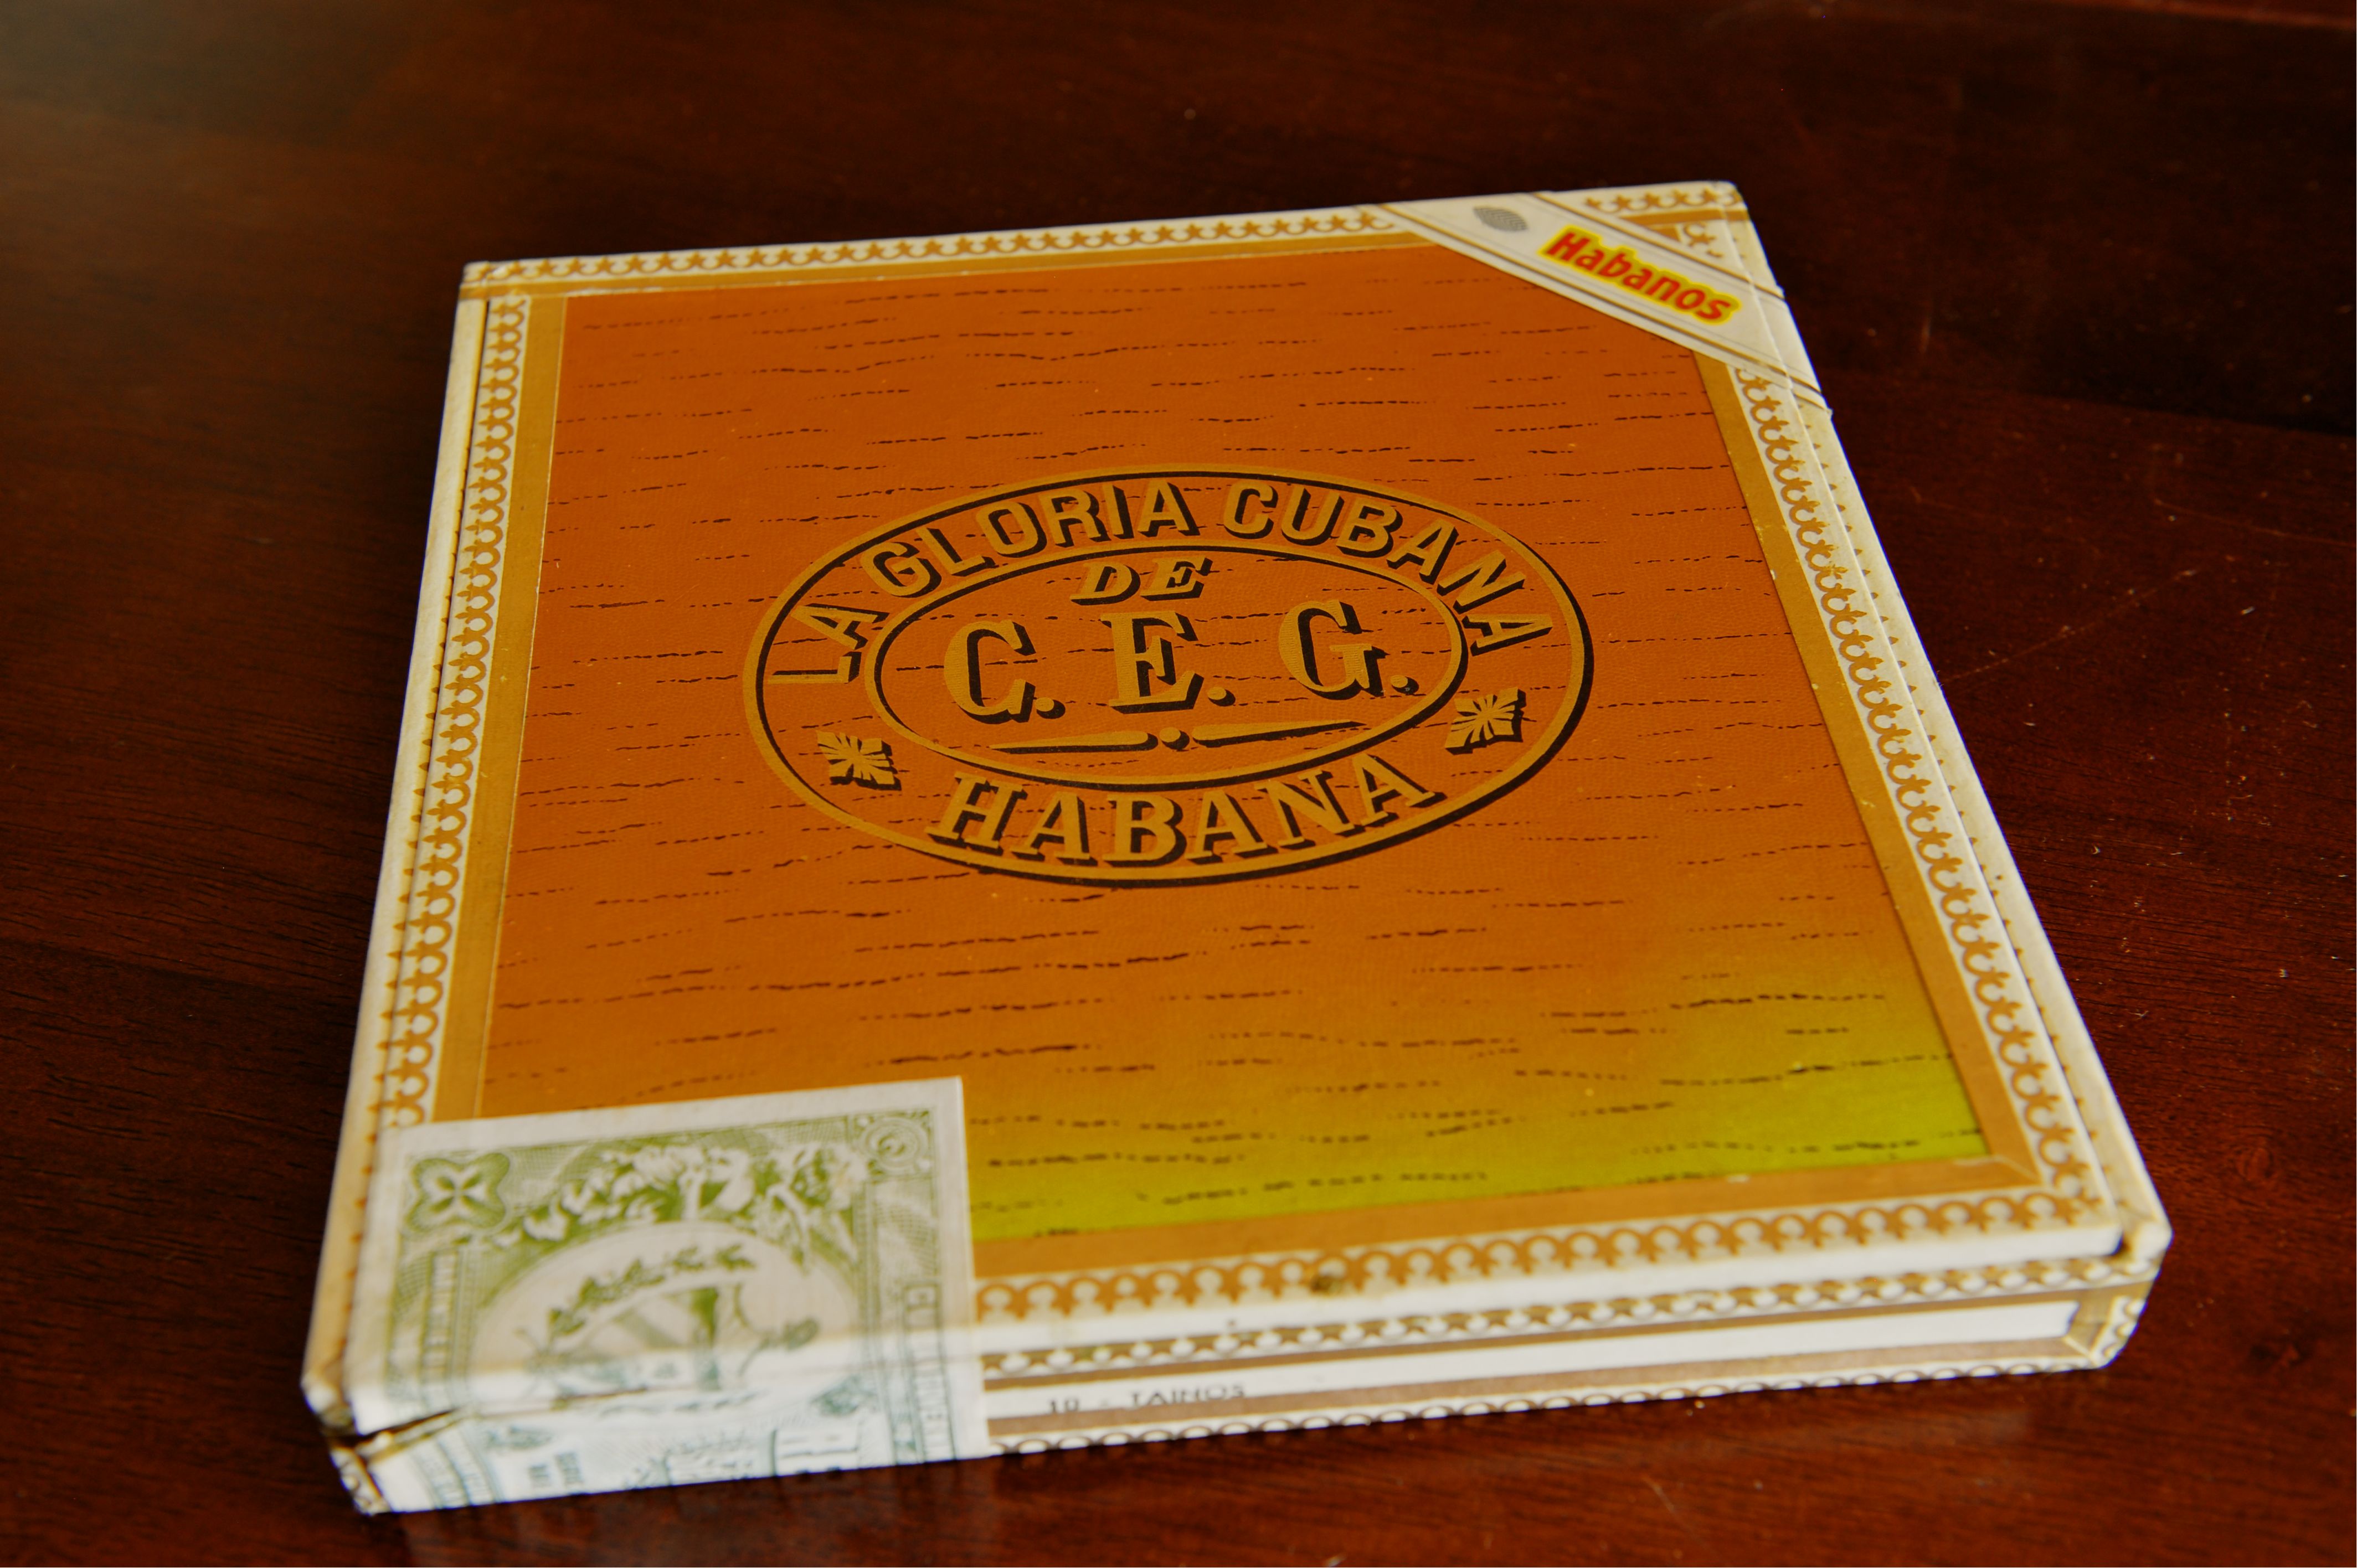 Habanos
LA GLORIA CUBANA
DE
C. E. G.
HABANA
10 - TAINOS